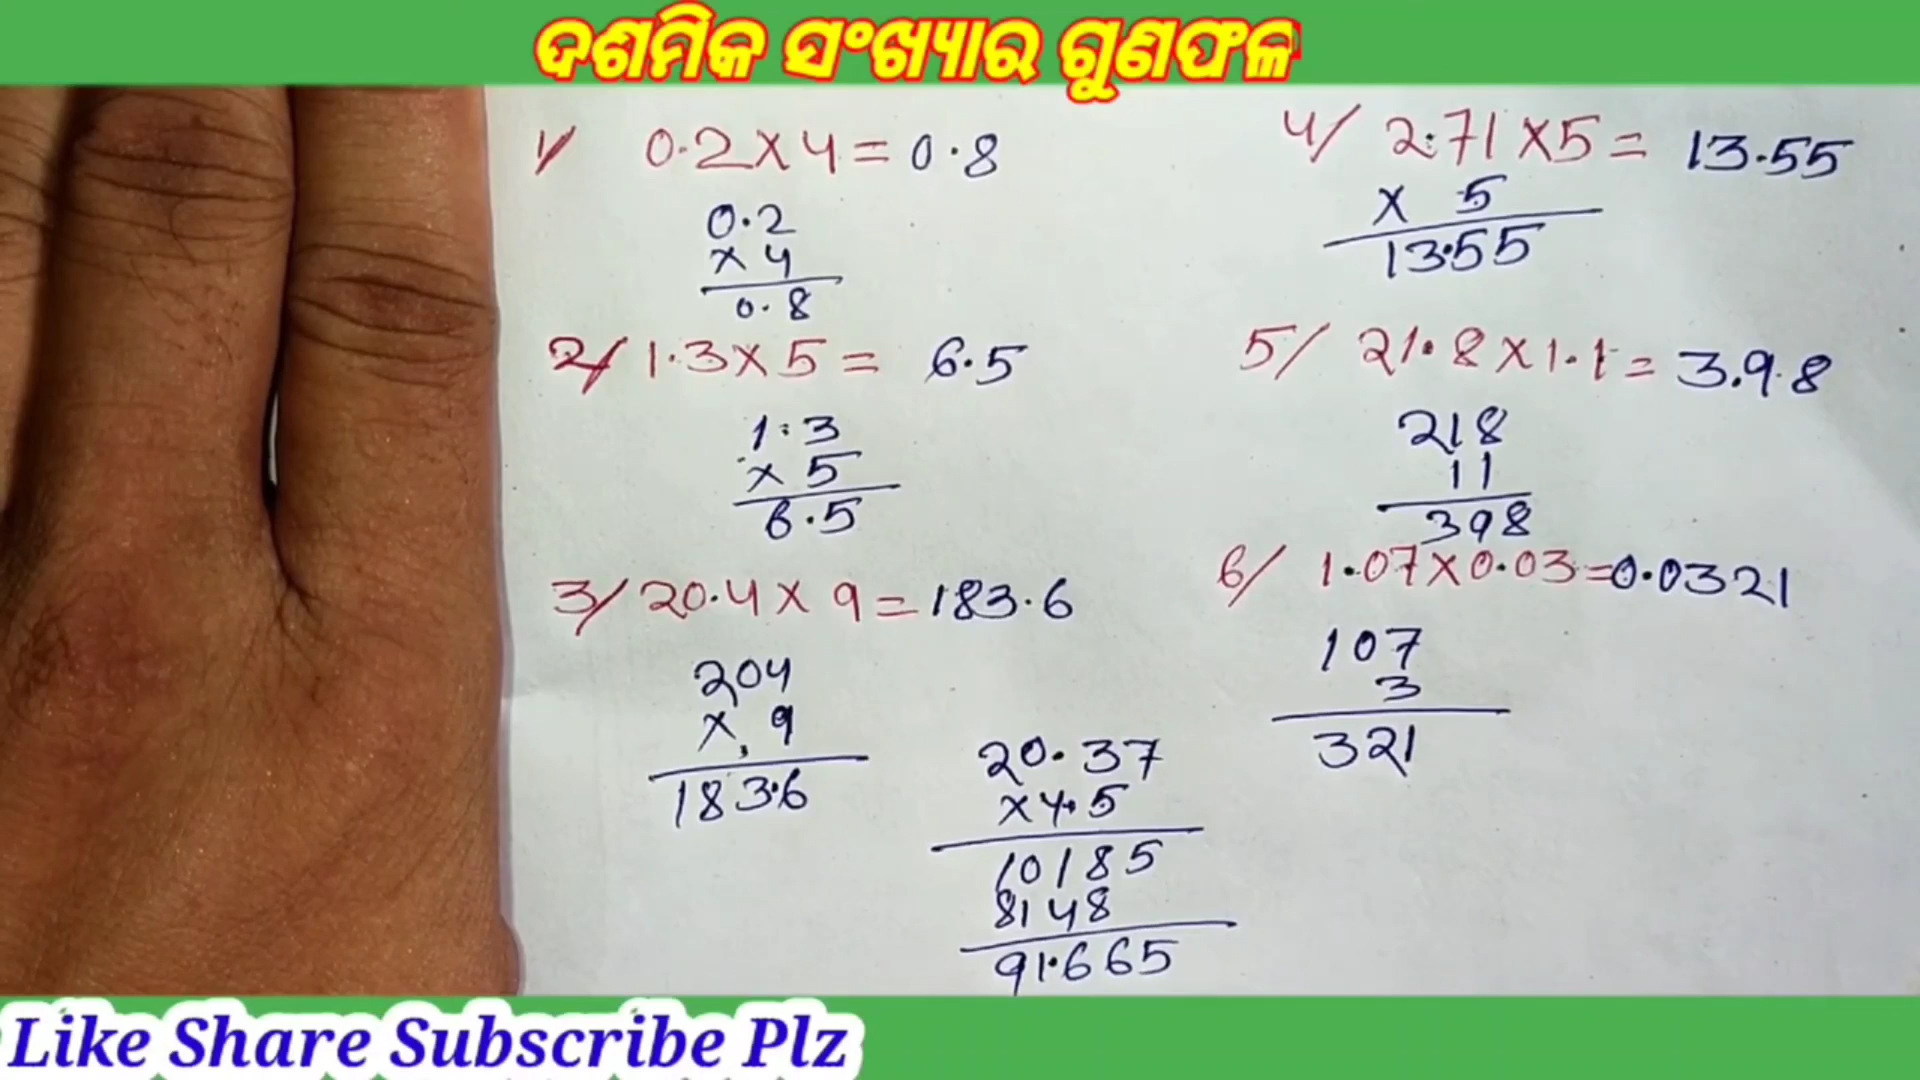 ଦଶମିକ ସଂଖ୍ୟାର ଗୁଣଫଳ
1/ 0.2 x 4 = 0.8
0.2
x 4
0.8
2/ 1.3 x 5 = 6.5
1.3
x 5
6.5
3/ 20.4 x 9 = 183.6
204
x 9
183.6
20.37
x 4.5
10185
8148
91.665
4/ 2.71 x 5 = 13.55
x 5
13.55
5/ 21.8 x 1.1 = 3.9.8
218
11
398
6/ 1.07 x 0.03 = 0.0321
107
3
321
Like Share Subscribe Plz